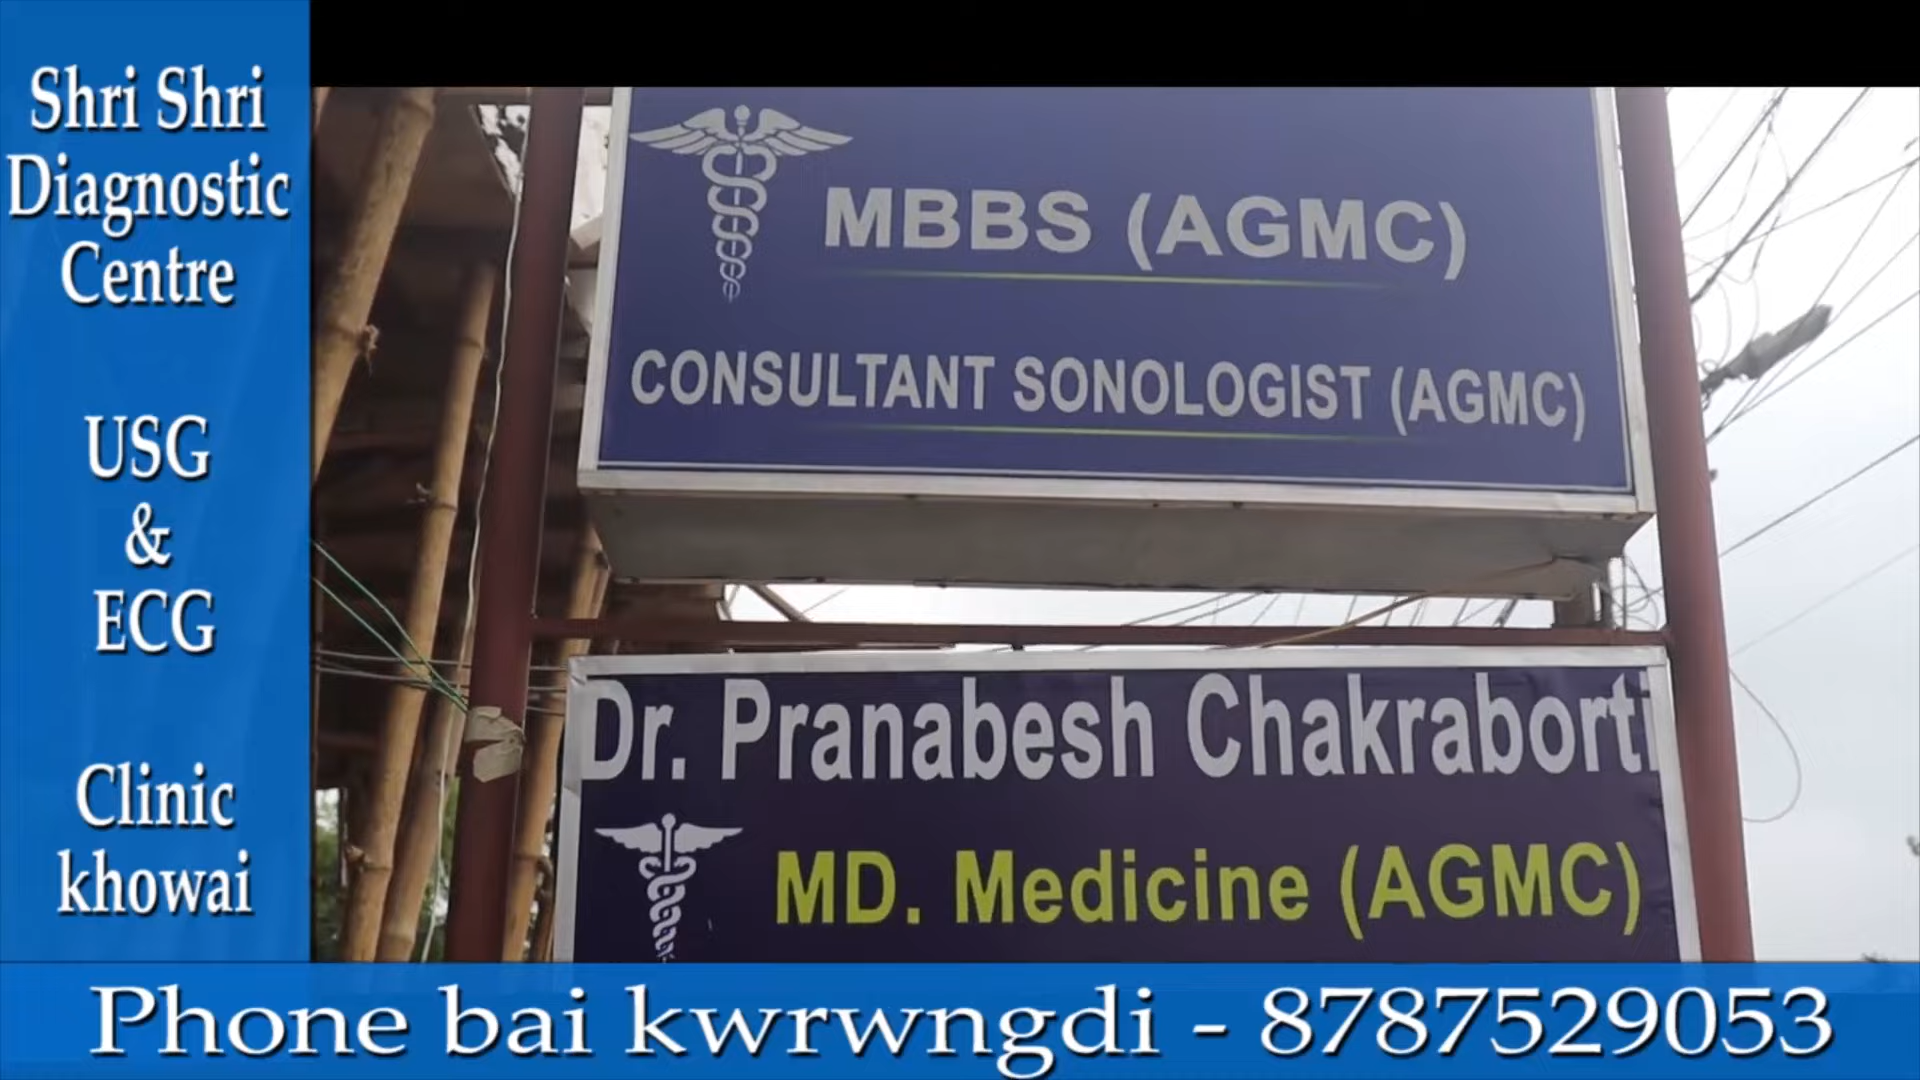 Shri Shri
Diagnostic
Centre
USG
&
ECG
Clinic
khowai
MBBS (AGMC)
CONSULTANT SONOLOGIST (AGMC)
Dr. Pranabesh Chakraborti
MD. Medicine (AGMC)
Phone bai kwrwngdi - 8787529053